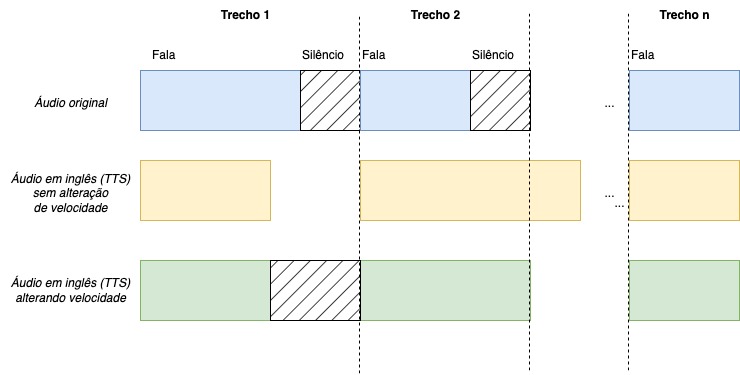 Trecho 1
Trecho 2
Trecho n
Fala
Silêncio
Fala
Silêncio
Fala
Áudio original
...
Áudio em inglês (TTS)
sem alteração
de velocidade
...
...
Áudio em inglês (TTS)
alterando velocidade